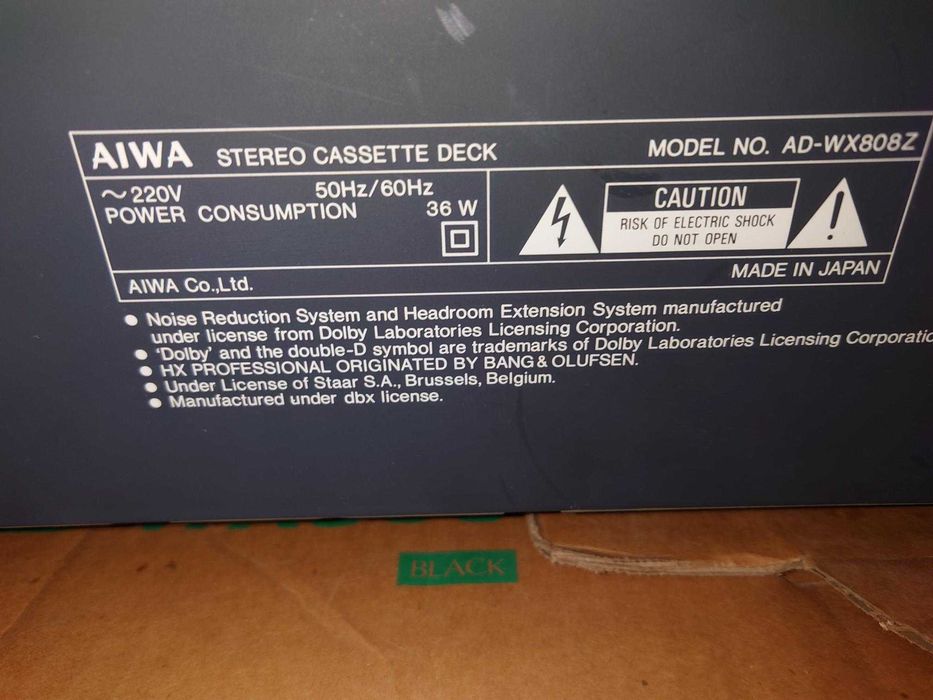 AIWA STEREO CASSETTE DECK MODEL NO. AD-WX808Z
~220V 50Hz/60Hz
POWER CONSUMPTION 36 W
CAUTION
RISK OF ELECTRIC SHOCK
DO NOT OPEN
AIWA Co.,Ltd. MADE IN JAPAN
● Noise Reduction System and Headroom Extension System manufactured
under license from Dolby Laboratories Licensing Corporation.
● 'Dolby' and the double-D symbol are trademarks of Dolby Laboratories Licensing Corporatic
● HX PROFESSIONAL ORIGINATED BY BANG & OLUFSEN.
● Under License of Staar S.A., Brussels, Belgium.
● Manufactured under dbx license.
BLACK